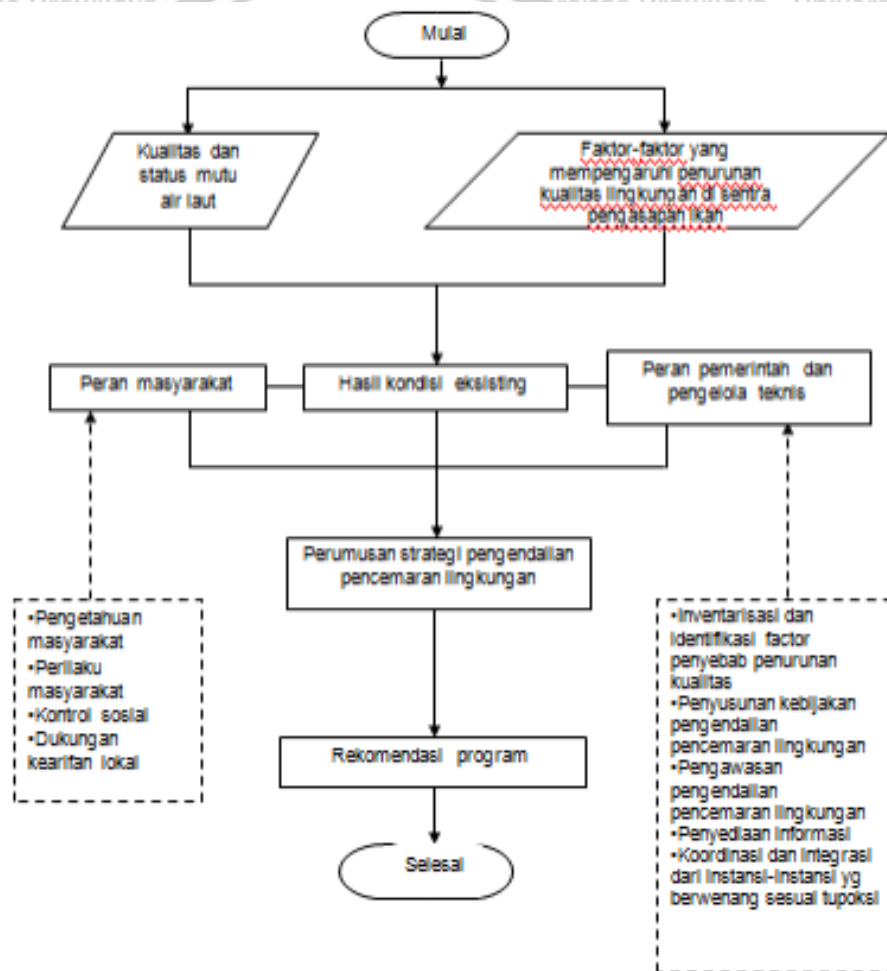 Mulai
Kualitas dan
status mutu
air laut
Faktor-faktor yang
mempengaruhi penurunan
kualitas lingkungan di sentra
pengasapan ikan
Peran masyarakat
Hasil kondisi eksisting
Peran pemerintah dan
pengelola teknis
Perumusan strategi pengendalian
pencemaran lingkungan
•Pengetahuan
masyarakat
•Perilaku
masyarakat
•Kontrol sosial
•Dukungan
kearifan lokal
•Inventarisasi dan
identifikasi factor
penyebab penurunan
kualitas
•Penyusunan kebijakan
pengendalian
pencemaran lingkungan
•Pengawasan
pengendalian
pencemaran lingkungan
•Penyediaan informasi
•Koordinasi dan integrasi
dari instansi-instansi yg
berwenang sesuai tupoksi
Rekomendasi program
Selesai